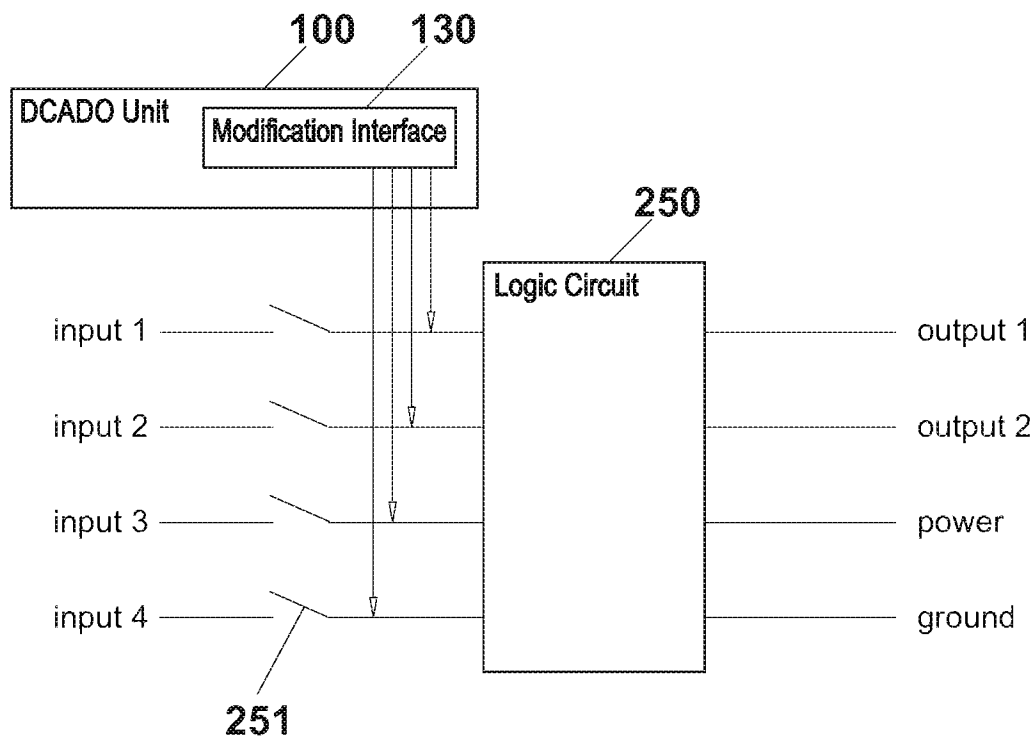 100
130
DCADO Unit
Modification Interface
250
Logic Circuit
input 1
output 1
input 2
output 2
input 3
power
input 4
ground
251